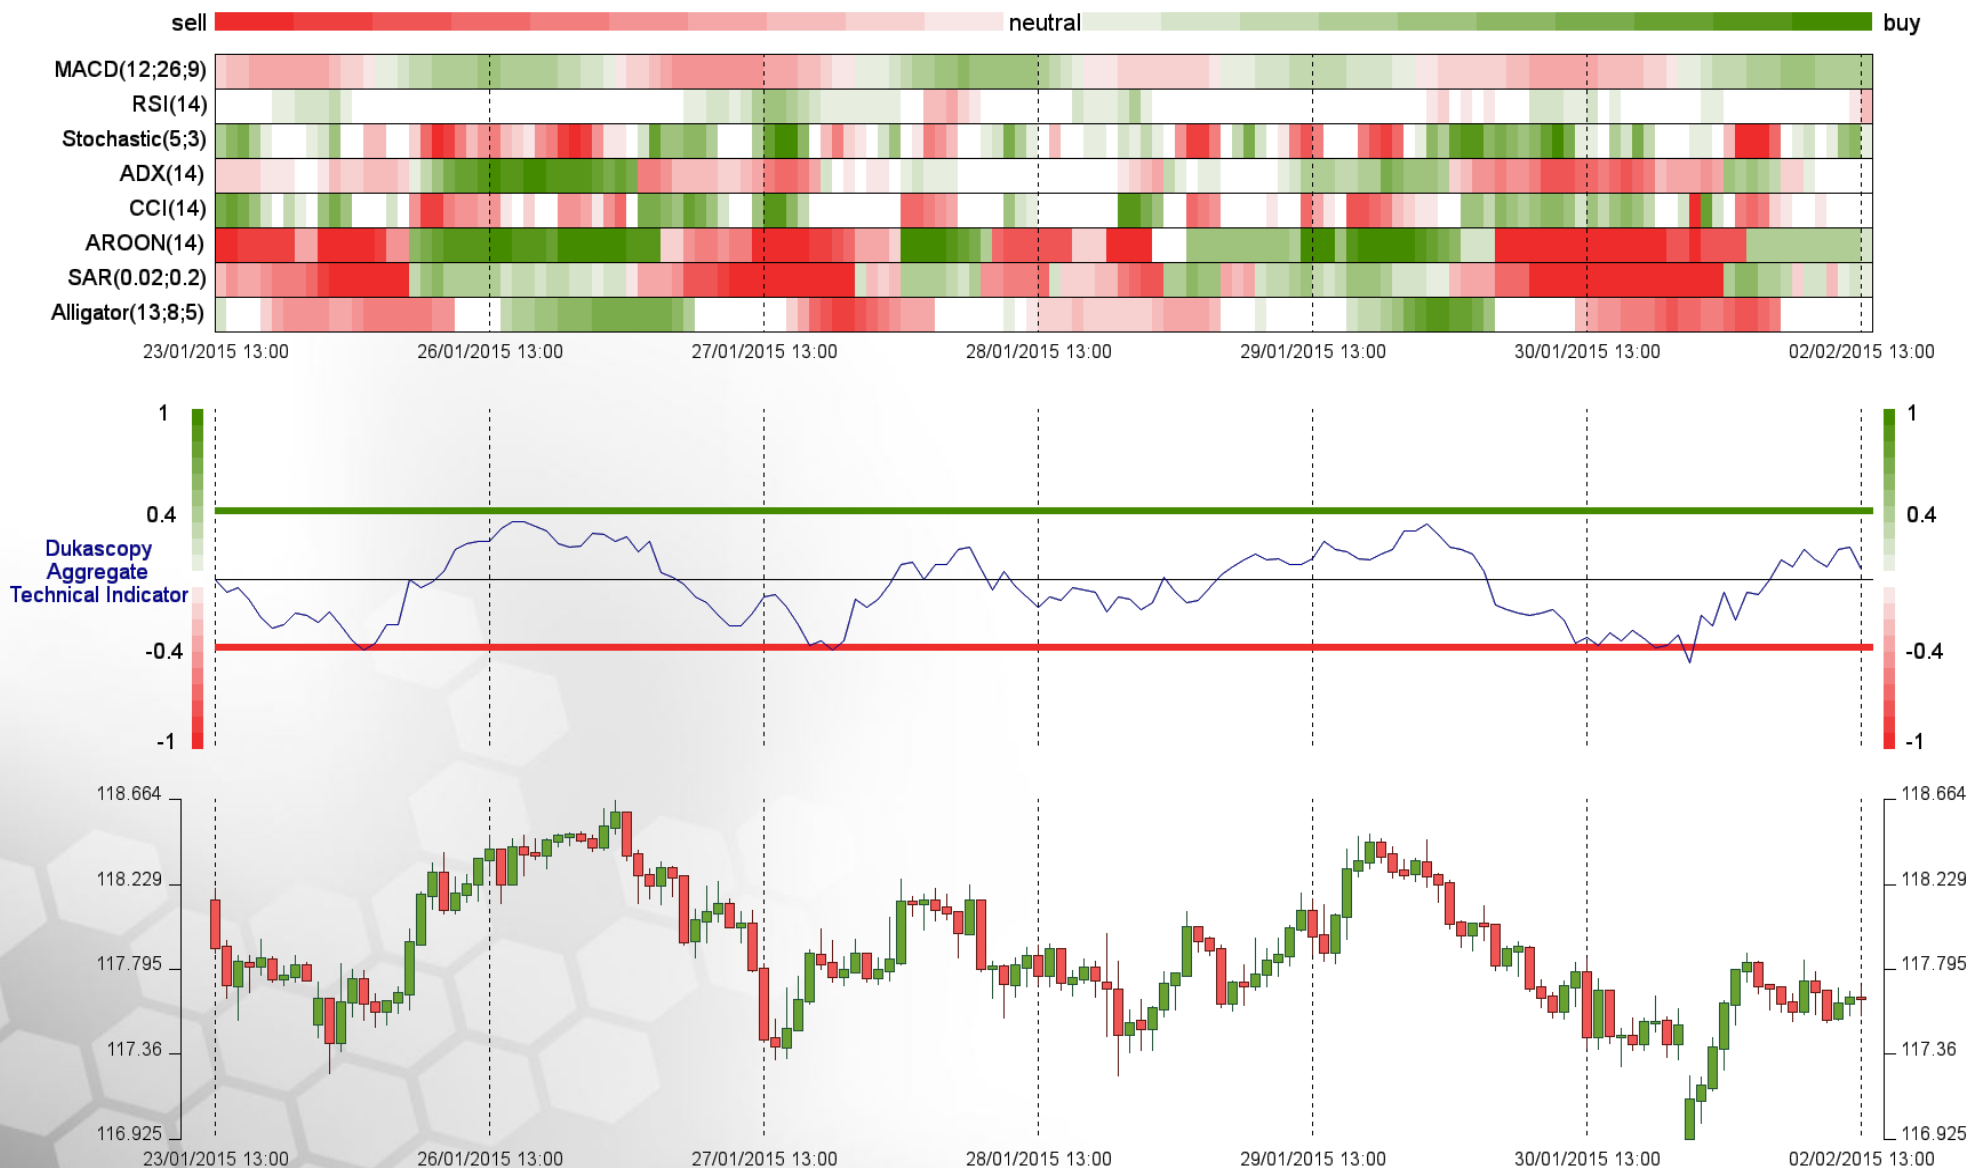 sell neutral buy
MACD(12;26;9)
RSI(14)
Stochastic(5;3)
ADX(14)
CCI(14)
AROON(14)
SAR(0.02;0.2)
Alligator(13;8;5)
23/01/2015 13:00 26/01/2015 13:00 27/01/2015 13:00 28/01/2015 13:00 29/01/2015 13:00 30/01/2015 13:00 02/02/2015 13:00
1 1
0.4 0.4
Dukascopy
Aggregate
Technical Indicator
-0.4 -0.4
-1 -1
118.664 118.664
118.229 118.229
117.795 117.795
117.36 117.36
116.925 116.925
23/01/2015 13:00 26/01/2015 13:00 27/01/2015 13:00 28/01/2015 13:00 29/01/2015 13:00 30/01/2015 13:00 02/02/2015 13:00